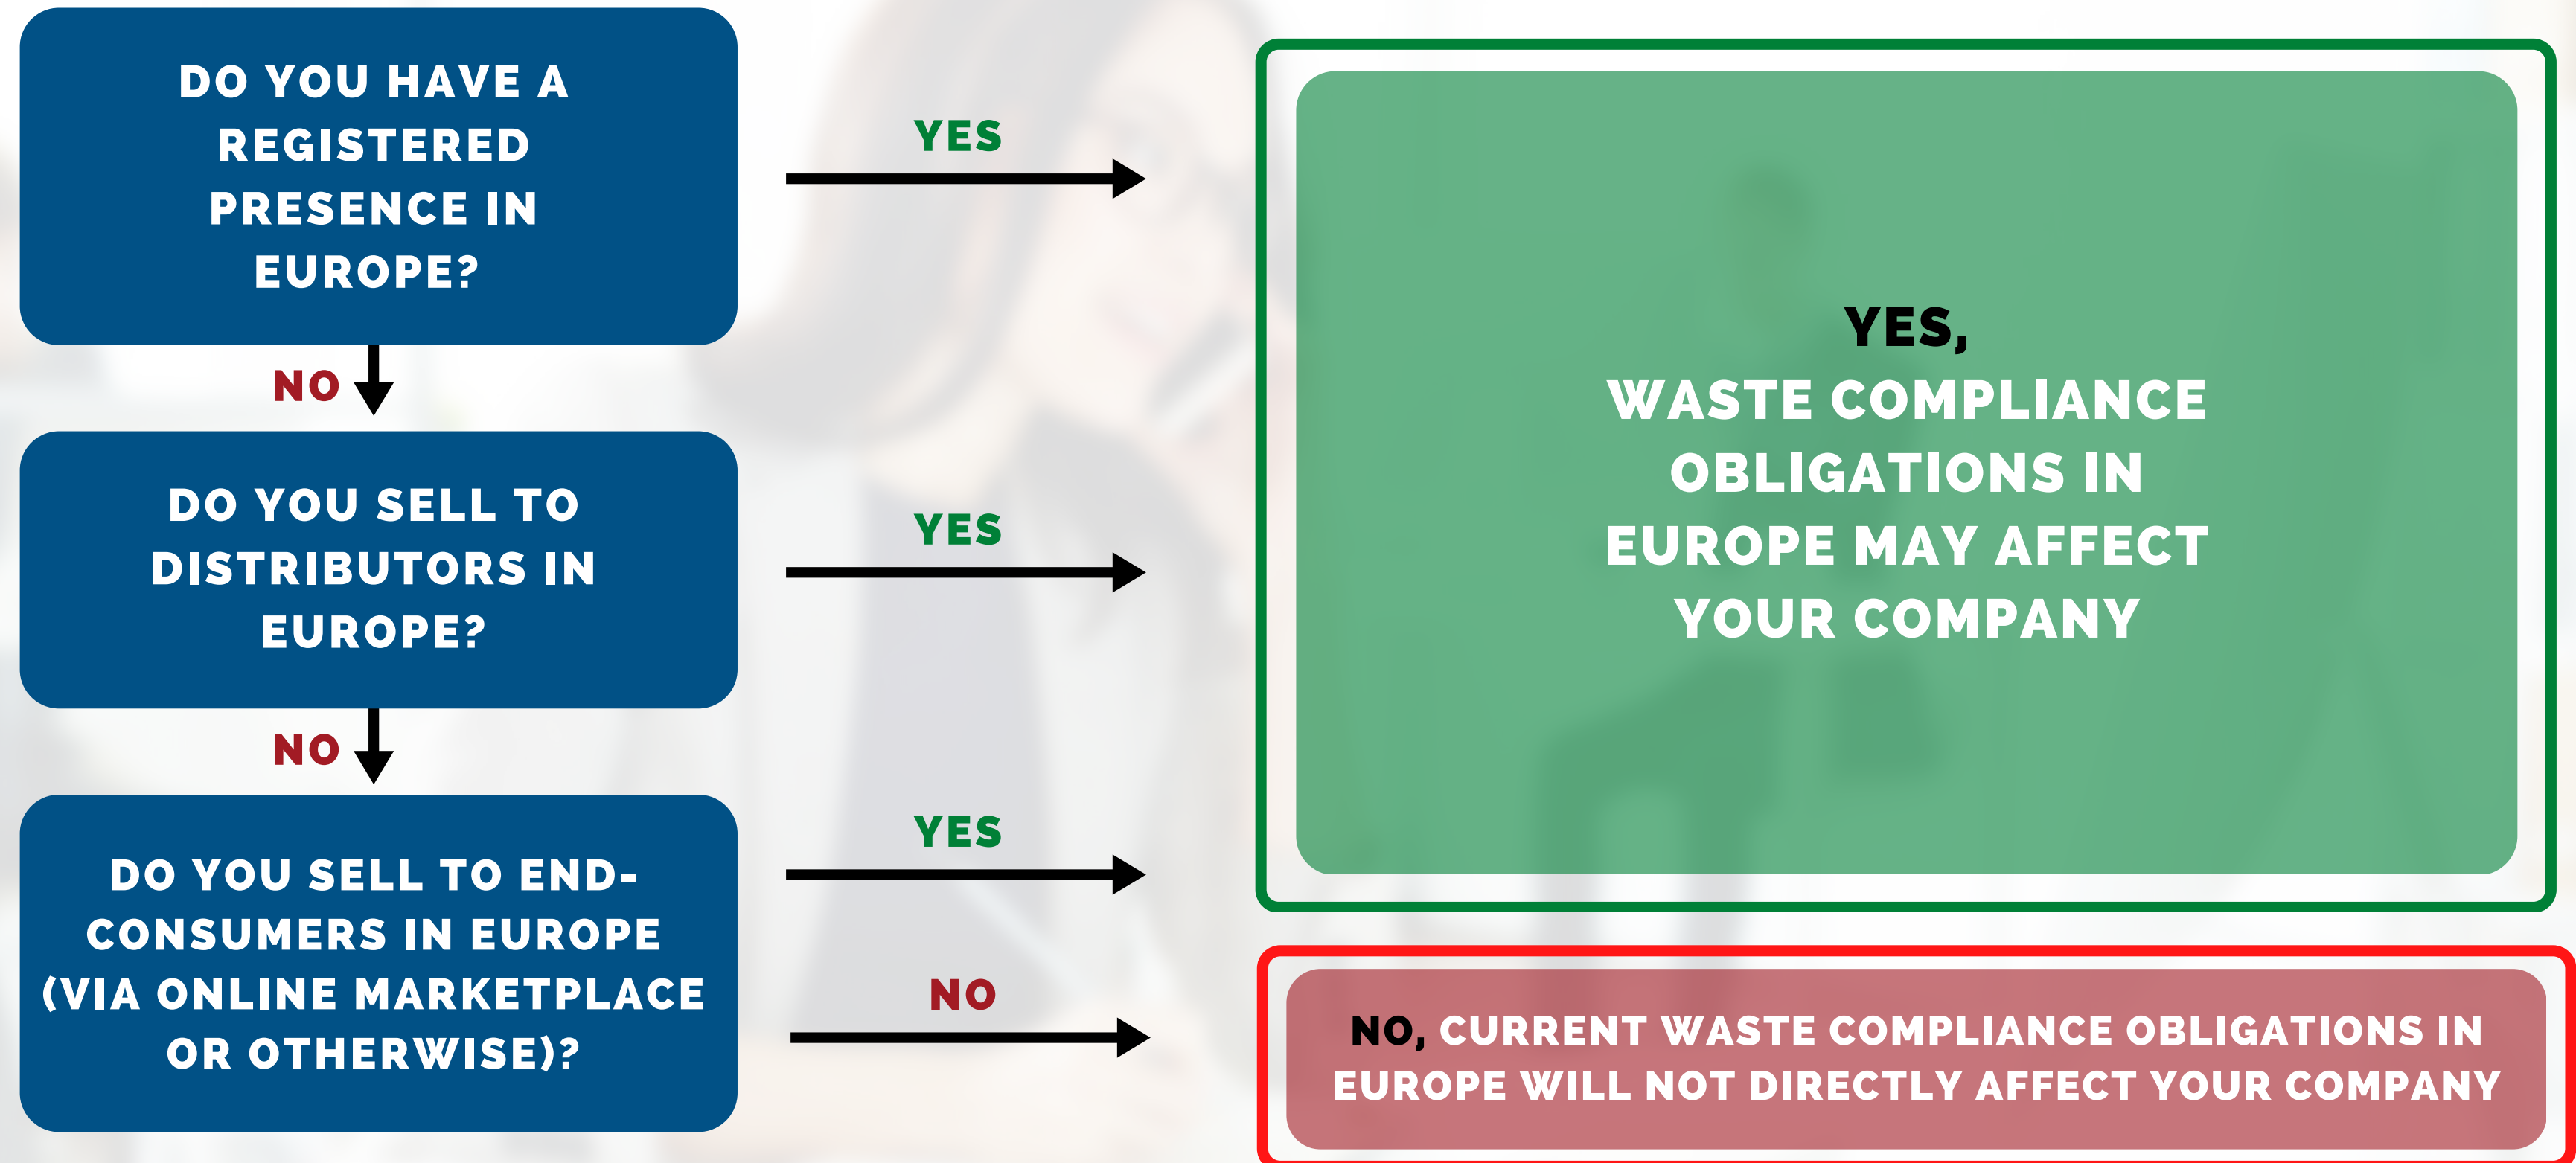 DO YOU HAVE A
REGISTERED
PRESENCE IN
EUROPE?
YES
NO
DO YOU SELL TO
DISTRIBUTORS IN
EUROPE?
YES
NO
DO YOU SELL TO END-
CONSUMERS IN EUROPE
(VIA ONLINE MARKETPLACE
OR OTHERWISE)?
YES
NO
YES,
WASTE COMPLIANCE
OBLIGATIONS IN
EUROPE MAY AFFECT
YOUR COMPANY
NO, CURRENT WASTE COMPLIANCE OBLIGATIONS IN
EUROPE WILL NOT DIRECTLY AFFECT YOUR COMPANY